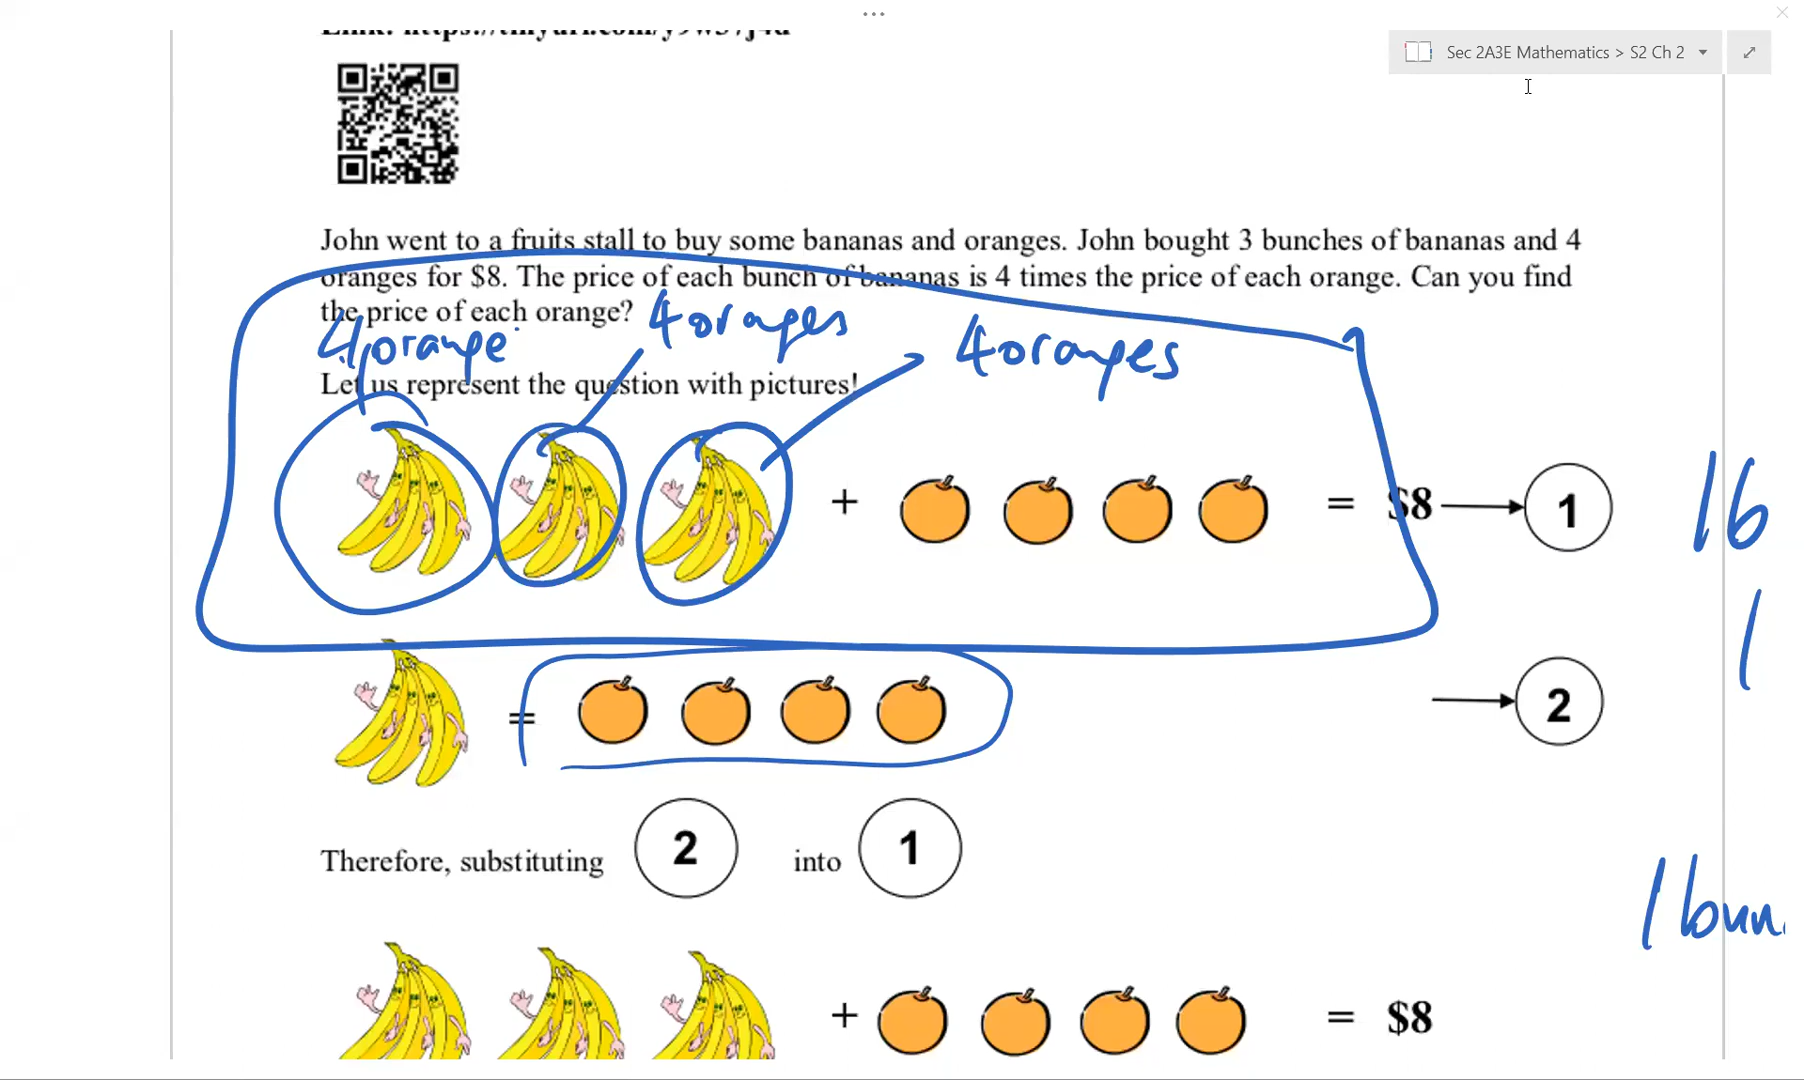 Sec 2A3E Mathematics > S2 Ch 2
John went to a fruits stall to buy some bananas and oranges. John bought 3 bunches of bananas and 4
oranges for $8. The price of each bunch of bananas is 4 times the price of each orange. Can you find
the price of each orange?
4 orange
4 oranges
4 oranges
Let us represent the question with pictures!
+ = $8 1
16
1
= 2
Therefore, substituting 2 into 1
1 bun
+ = $8